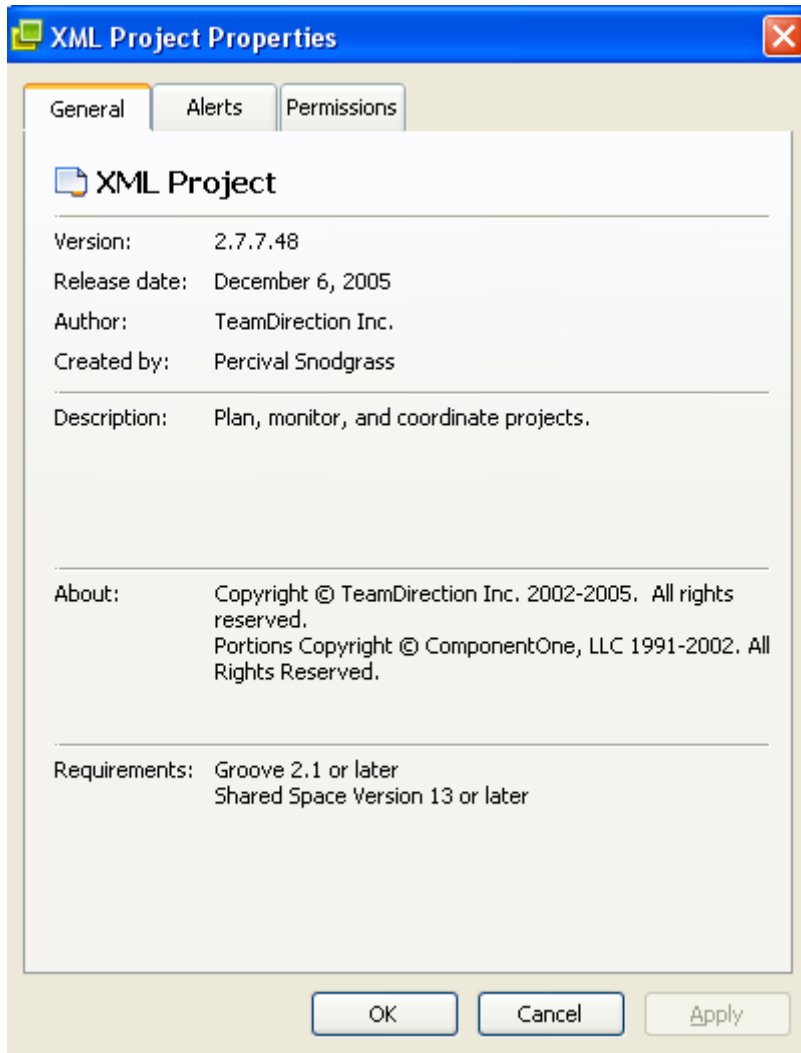 XML Project Properties
General Alerts Permissions
XML Project
Version: 2.7.7.48
Release date: December 6, 2005
Author: TeamDirection Inc.
Created by: Percival Snodgrass
Description: Plan, monitor, and coordinate projects.
About: Copyright © TeamDirection Inc. 2002-2005. All rights
reserved.
Portions Copyright © ComponentOne, LLC 1991-2002. All
Rights Reserved.
Requirements: Groove 2.1 or later
Shared Space Version 13 or later
OK Cancel Apply